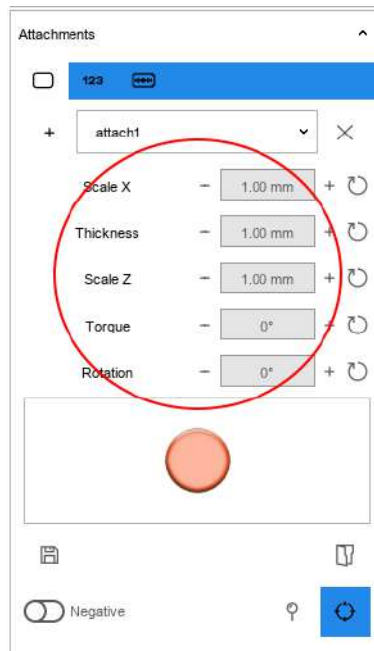 Attachments
123
+ attach1
Scale X − 1.00 mm +
Thickness − 1.00 mm +
Scale Z − 1.00 mm +
Torque − 0° +
Rotation − 0° +
Negative